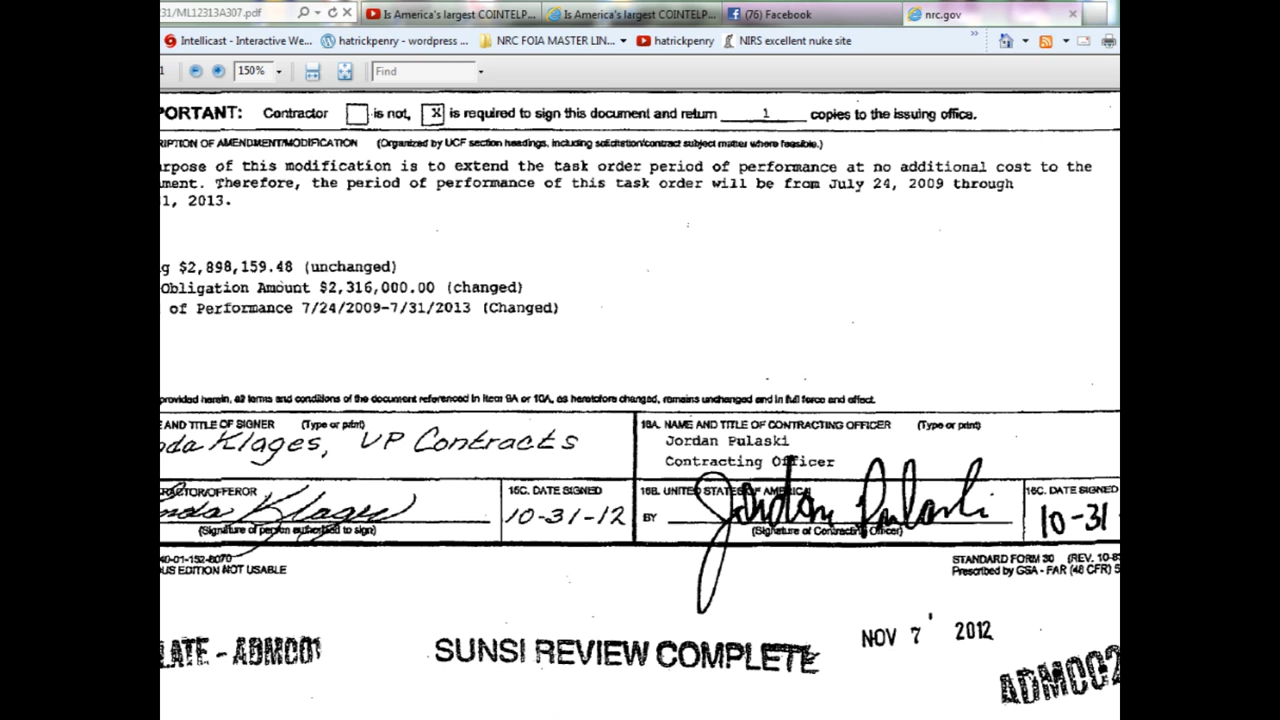 31/ML12313A307.pdf
Is America's largest COINTELP...
Is America's largest COINTELP...
(76) Facebook
nrc.gov
Intellicast - Interactive We...
hatrickpenry - wordpress ...
NRC FOIA MASTER LIN...
hatrickpenry
NIRS excellent nuke site
1
150%
Find
PORTANT: Contractor is not, X is required to sign this document and return 1 copies to the issuing office.
RIPTION OF AMENDMENT/MODIFICATION (Organized by UCF section headings, including solicitation/contract subject matter where feasible.)
rpose of this modification is to extend the task order period of performance at no additional cost to the
ment. Therefore, the period of performance of this task order will be from July 24, 2009 through
1, 2013.
g $2,898,159.48 (unchanged)
Obligation Amount $2,316,000.00 (changed)
of Performance 7/24/2009-7/31/2013 (Changed)
provided herein, all terms and conditions of the document referenced in Item 9A or 10A, as heretofore changed, remains unchanged and in full force and effect.
E AND TITLE OF SIGNER (Type or print)
nda Klages, VP Contracts
16A. NAME AND TITLE OF CONTRACTING OFFICER (Type or print)
Jordan Pulaski
Contracting Officer
RACTOR/OFFEROR
nda Klages
(Signature of person authorized to sign)
15C. DATE SIGNED
10-31-12
16B. UNITED STATES OF AMERICA
BY Jordan Pulaski
(Signature of Contracting Officer)
16C. DATE SIGNED
10-31
40-01-152-8070
OUS EDITION NOT USABLE
STANDARD FORM 30 (REV. 10-8
Prescribed by GSA - FAR (48 CFR) 5
LATE - ADM001
SUNSI REVIEW COMPLETE
NOV 7 2012
ADM002